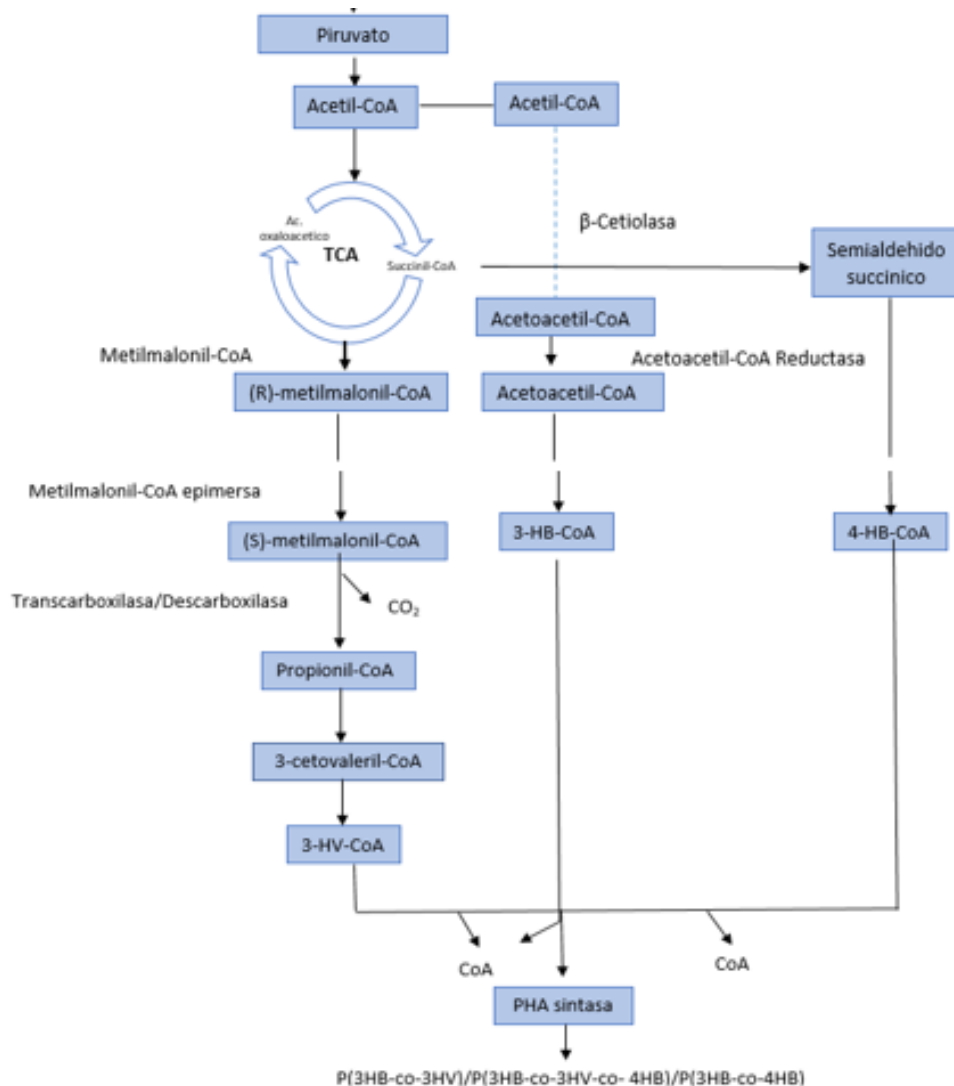 Piruvato
Acetil-CoA
Acetil-CoA
Ac.
oxaloacetico
TCA
Succinil-CoA
β-Cetiolasa
Semialdehido
succínico
Acetoacetil-CoA
Metilmalonil-CoA
Acetoacetil-CoA Reductasa
(R)-metilmalonil-CoA
Acetoacetil-CoA
Metilmalonil-CoA epimersa
(S)-metilmalonil-CoA
3-HB-CoA
4-HB-CoA
Transcarboxilasa/Descarboxilasa
CO₂
Propionil-CoA
3-cetovaleril-CoA
3-HV-CoA
CoA
CoA
PHA sintasa
P(3HB-co-3HV)/P(3HB-co-3HV-co- 4HB)/P(3HB-co-4HB)